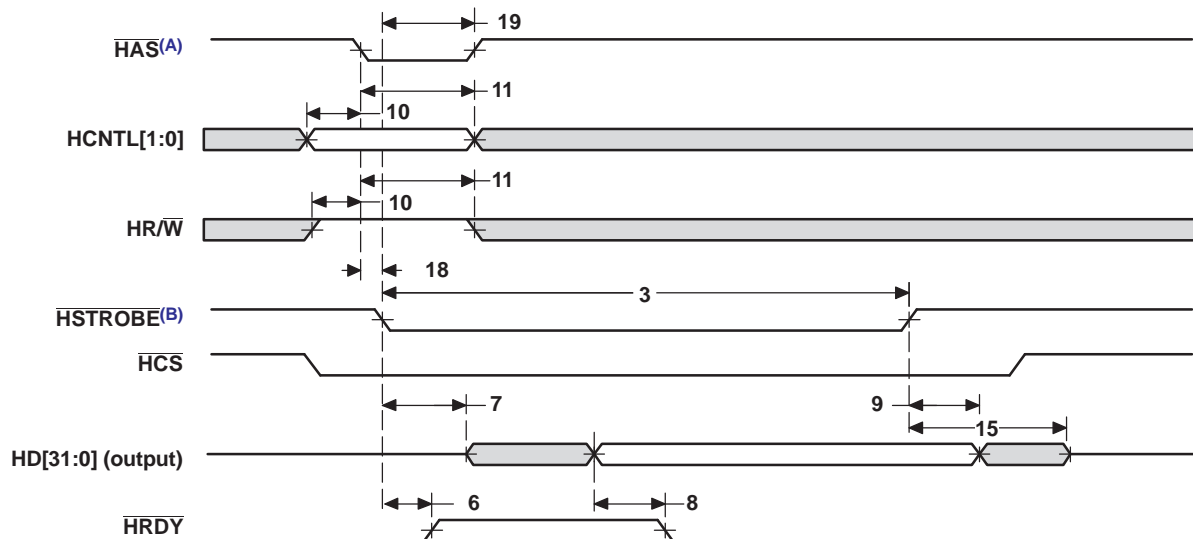 19
HAS(A)
11
10
HCNTL[1:0]
11
10
HR/W
18
3
HSTROBE(B)
HCS
7
9
15
HD[31:0] (output)
6
8
HRDY